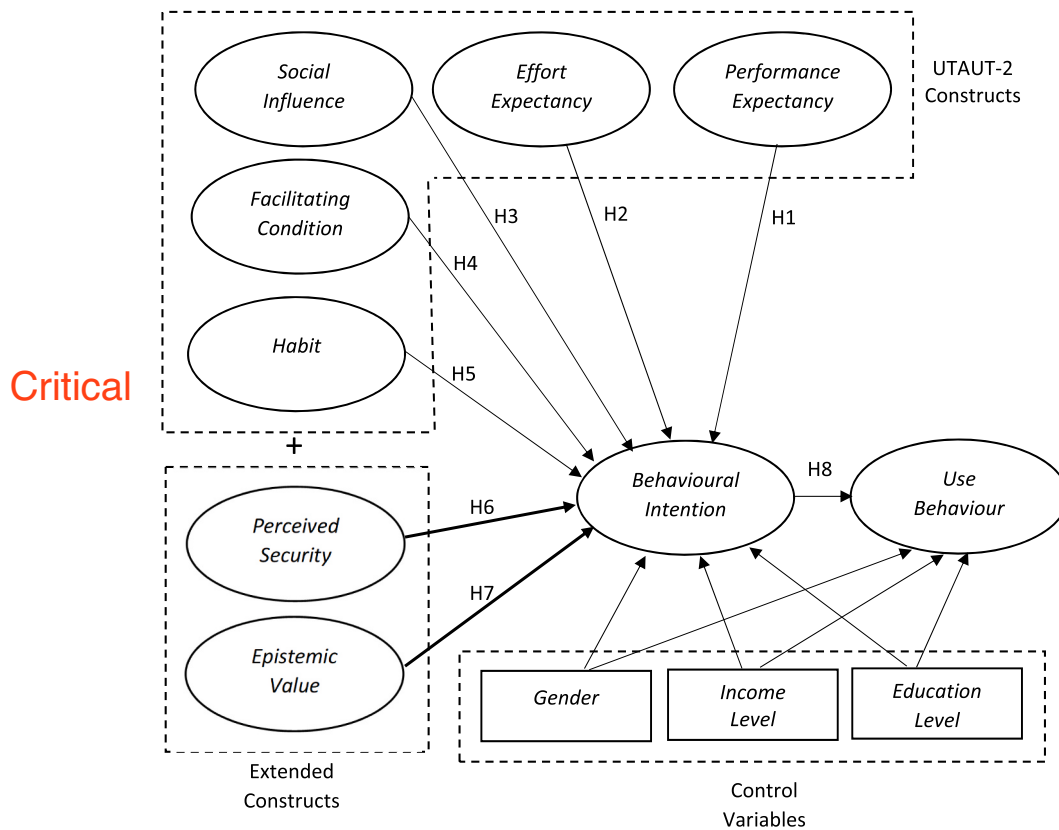 Social
Influence
Effort
Expectancy
Performance
Expectancy
UTAUT-2
Constructs
Facilitating
Condition
H3
H2
H1
H4
Habit
H5
Critical
+
Behavioural
Intention
H8
Use
Behaviour
Perceived
Security
H6
H7
Epistemic
Value
Gender
Income
Level
Education
Level
Extended
Constructs
Control
Variables